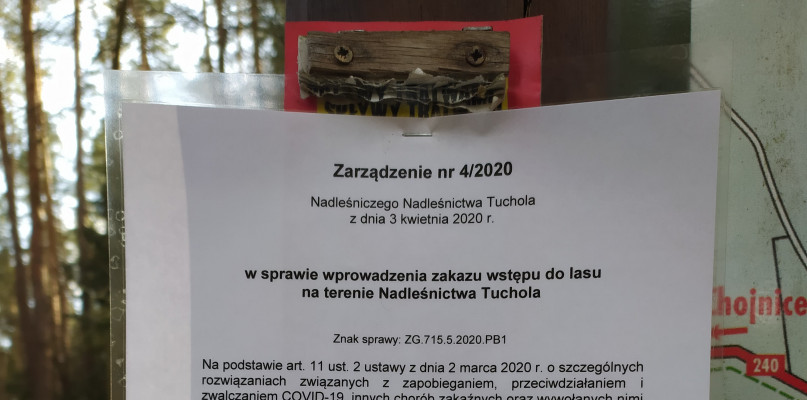 SPŁYWY
Zarządzenie nr 4/2020
Nadleśniczego Nadleśnictwa Tuchola
z dnia 3 kwietnia 2020 r.
w sprawie wprowadzenia zakazu wstępu do lasu
na terenie Nadleśnictwa Tuchola
Znak sprawy: ZG.715.5.2020.PB1
Na podstawie art. 11 ust. 2 ustawy z dnia 2 marca 2020 r. o szczególnych
rozwiązaniach związanych z zapobieganiem, przeciwdziałaniem i
zwalczaniem COVID-19, innych chorób zakaźnych oraz wywołanych nimi
Chojnice
240